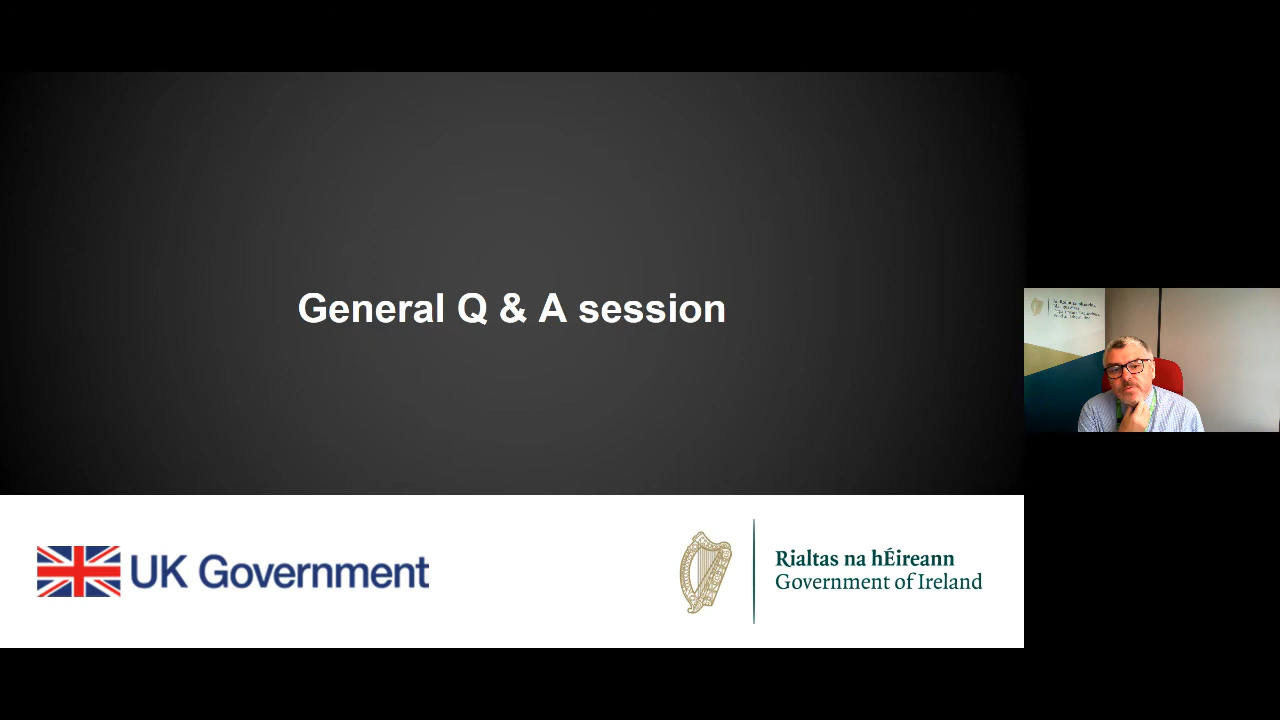 General Q & A session
UK Government
Rialtas na hÉireann
Government of Ireland